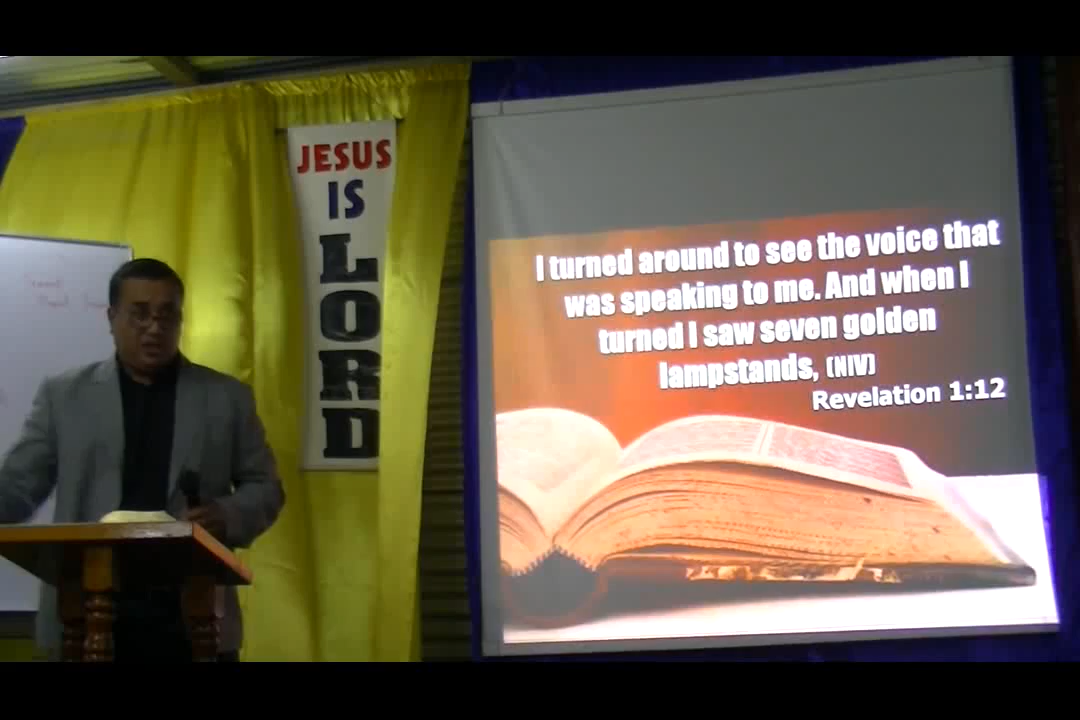 JESUS
IS
LORD
I turned around to see the voice that
was speaking to me. And when I
turned I saw seven golden
lampstands, (NIV)
Revelation 1:12